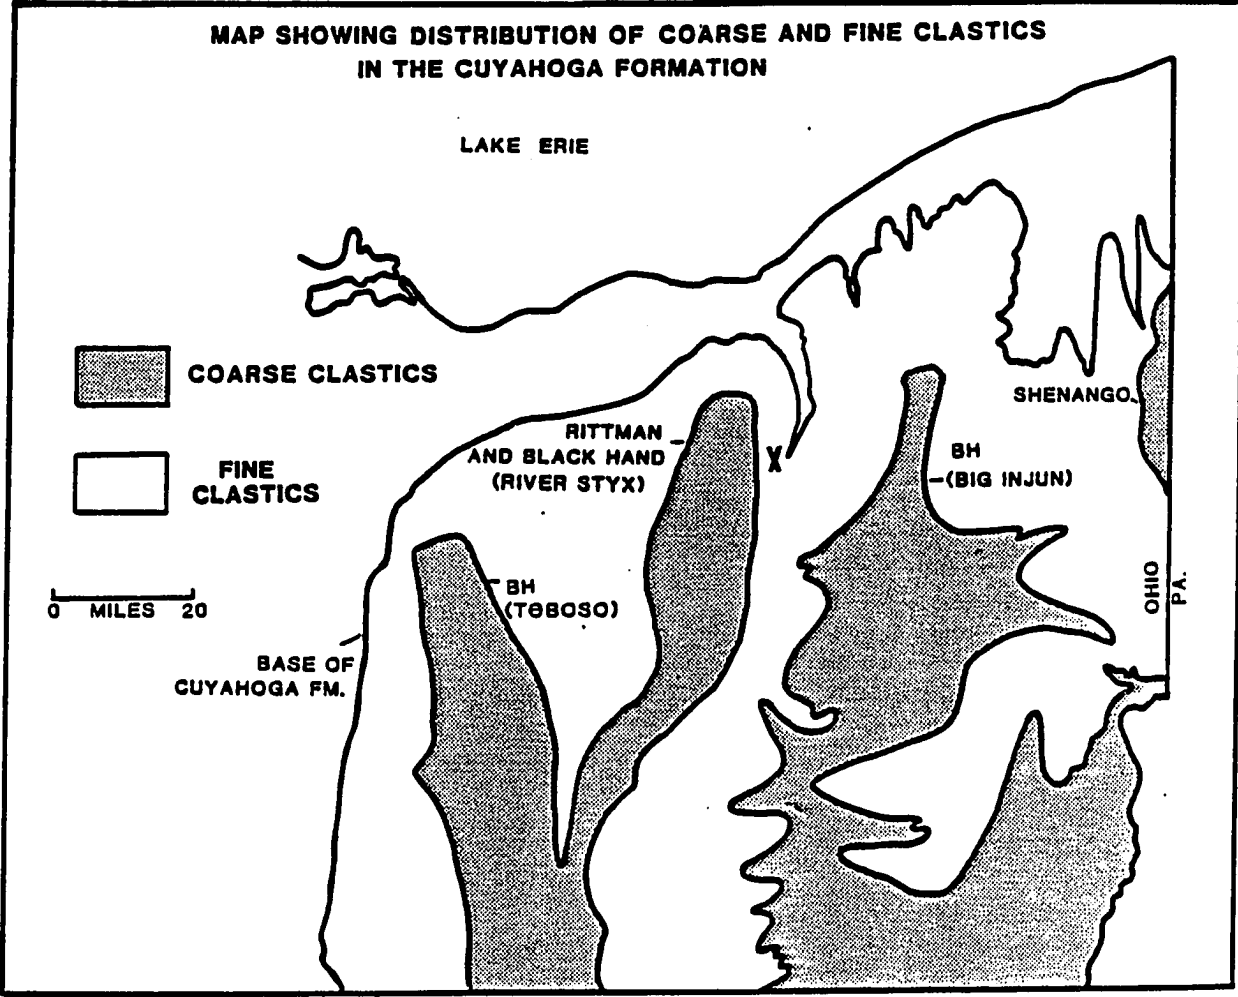 MAP SHOWING DISTRIBUTION OF COARSE AND FINE CLASTICS
IN THE CUYAHOGA FORMATION
LAKE ERIE
COARSE CLASTICS
FINE
CLASTICS
0 MILES 20
BASE OF
CUYAHOGA FM.
RITTMAN
AND BLACK HAND
(RIVER STYX)
X
BH
(TOBOSO)
BH
(BIG INJUN)
SHENANGO
OHIO
PA.